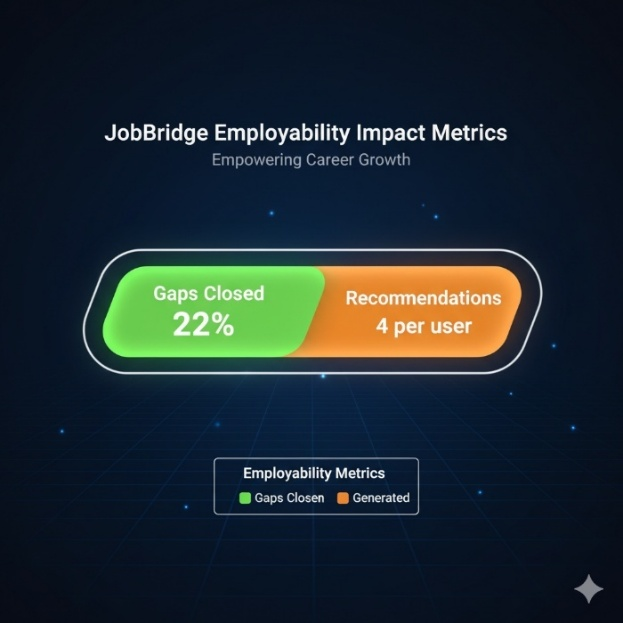 JobBridge Employability Impact Metrics
Empowering Career Growth
Gaps Closed
22%
Recommendations
4 per user
Employability Metrics
Gaps Closen
Generated